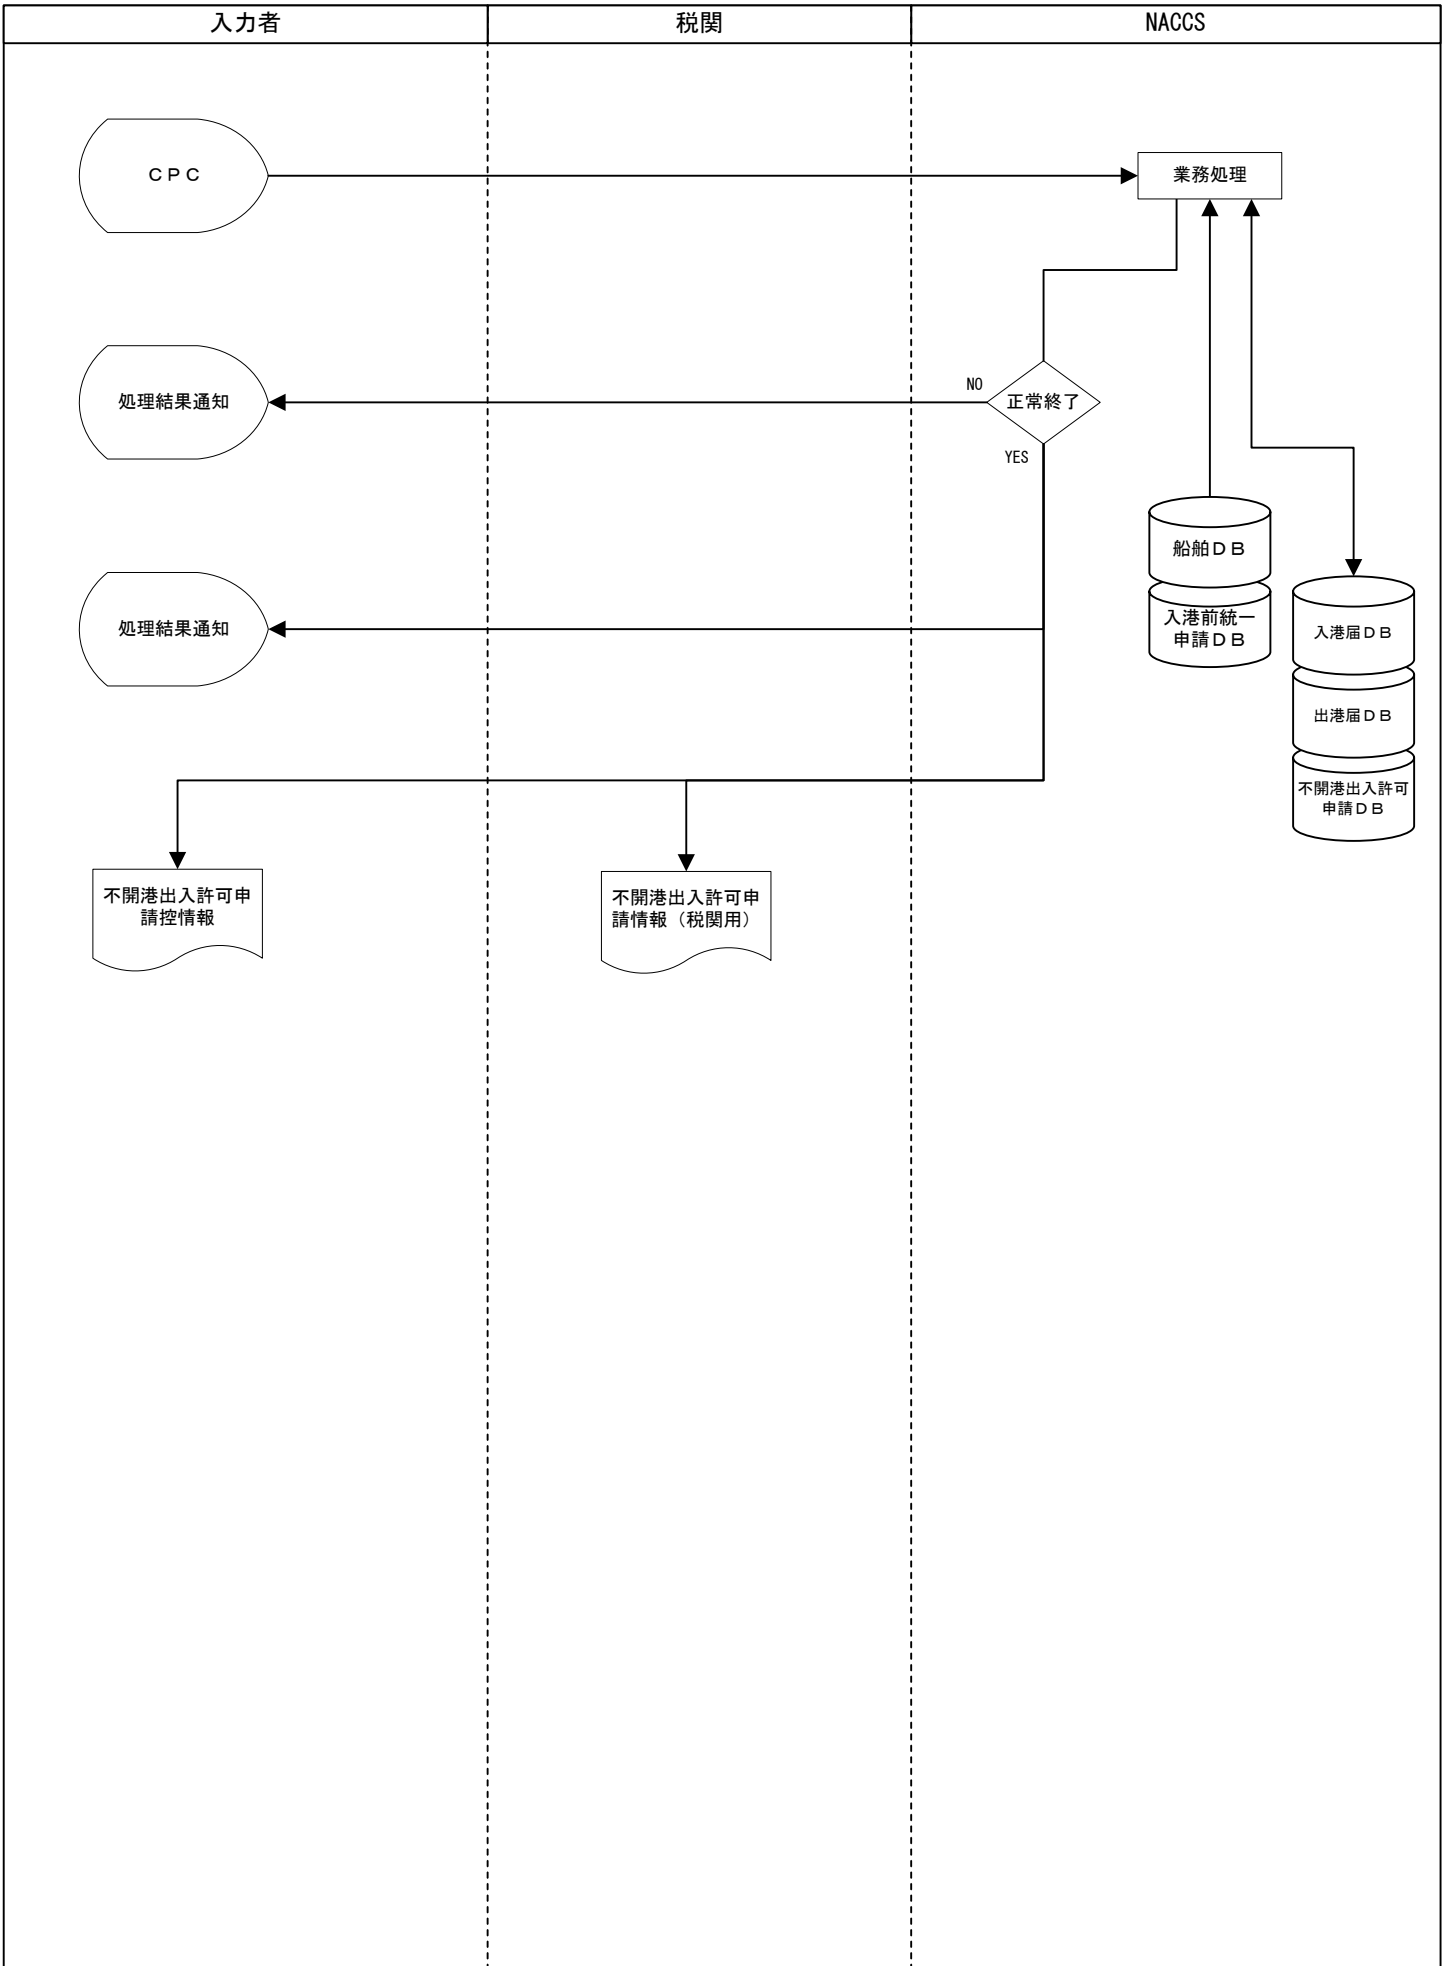 入力者
税関
NACCS
ＣＰＣ
業務処理
処理結果通知
NO
正常終了
YES
船舶ＤＢ
入港前統一
申請ＤＢ
処理結果通知
入港届ＤＢ
出港届ＤＢ
不開港出入許可
申請ＤＢ
不開港出入許可申
請控情報
不開港出入許可申
請情報（税関用）